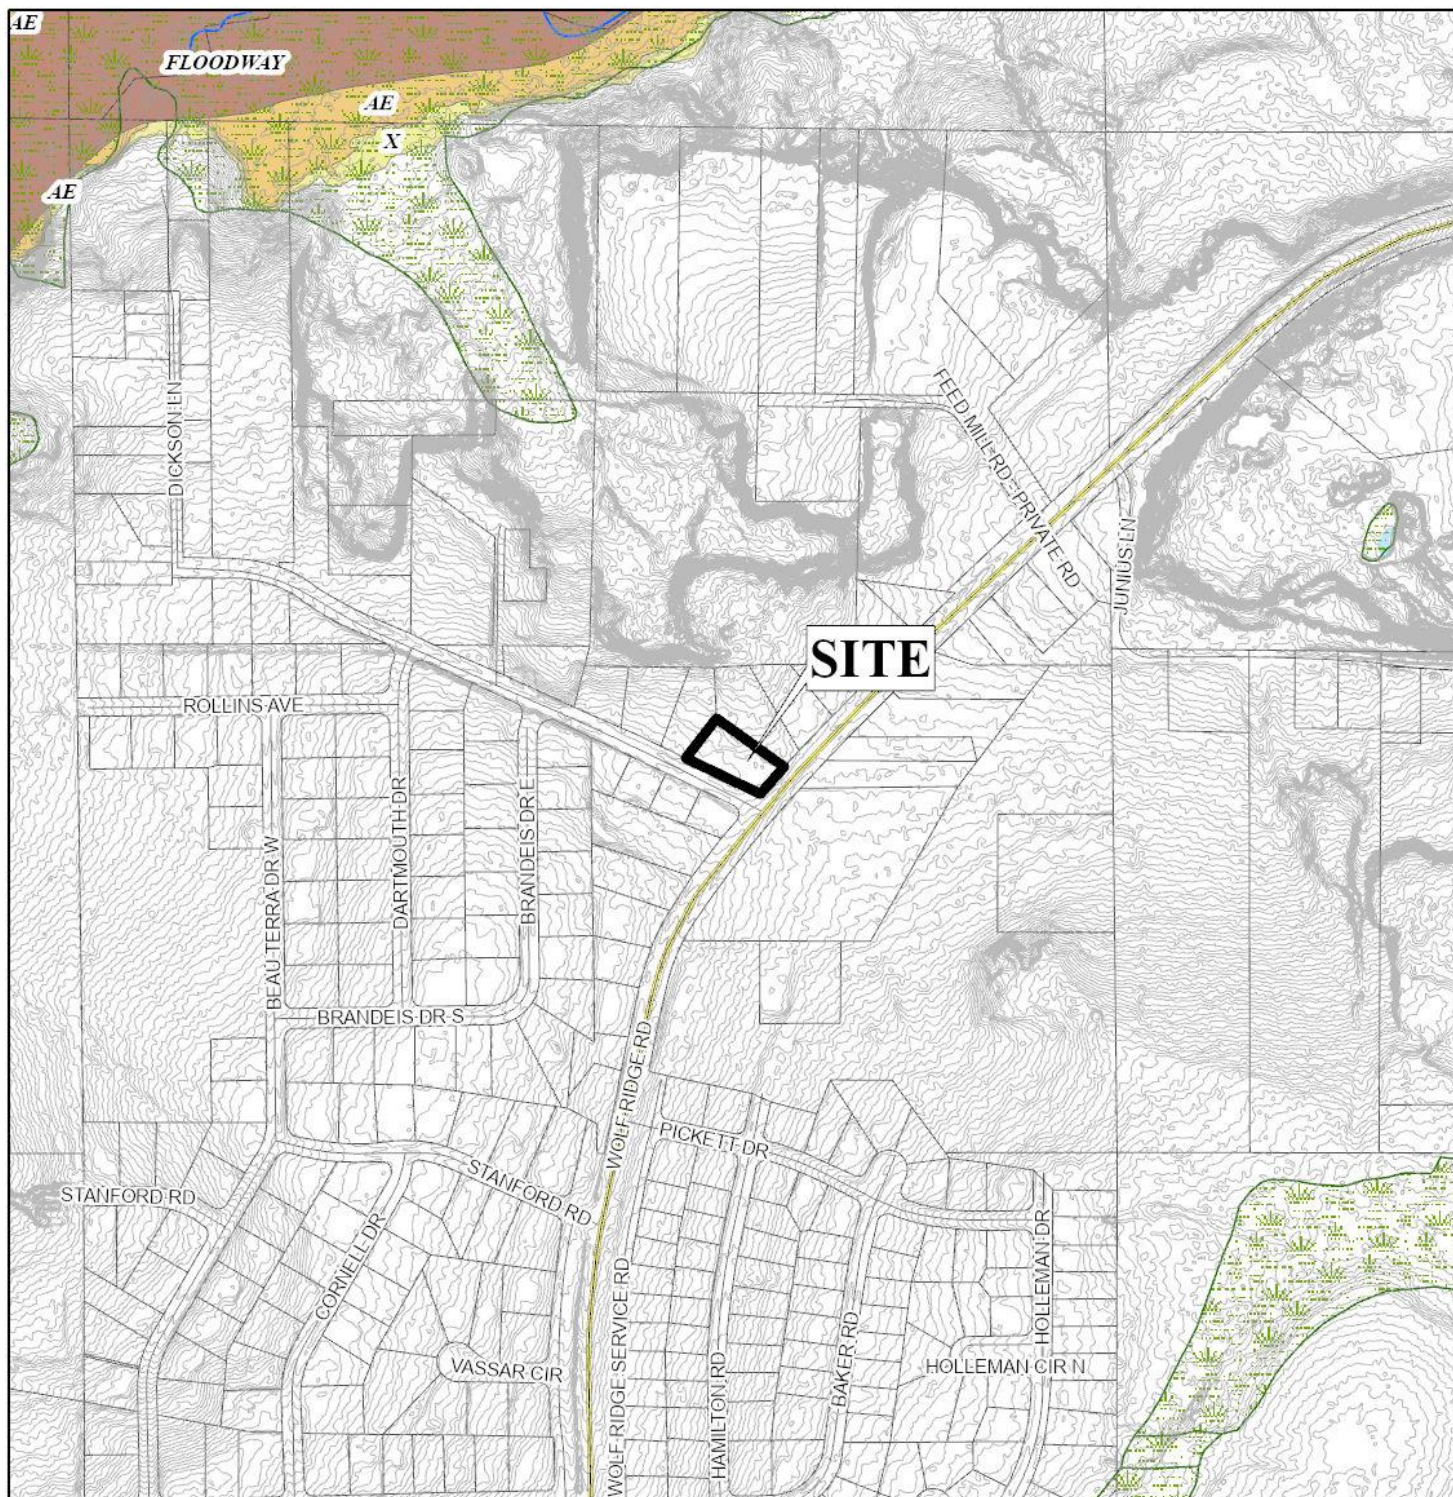 AE
FLOODWAY
AE
X
AE
DICKSON LN
FEED MILL RD - PRIVATE RD
JUNIUS LN
SITE
ROLLINS AVE
BEAU TERRA DR W
DARTMOUTH DR
BRANDEIS DR E
BRANDEIS DR S
WOLF RIDGE RD
PICKETT DR
STANFORD RD
STANFORD RD
CORNELL DR
HOLLEMAN DR
VASSAR CIR
WOLF RIDGE SERVICE RD
HAMILTON RD
BAKER RD
HOLLEMAN CIR N